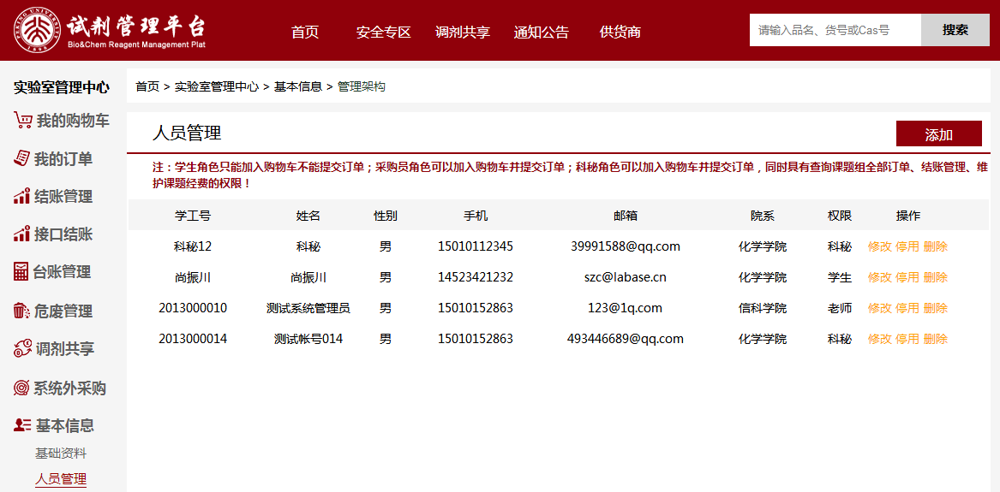 PEKING UNIVERSITY
1898
试剂管理平台
Bio&Chem Reagent Management Plat
首页 安全专区 调剂共享 通知公告 供货商
请输入品名、货号或Cas号 搜索
实验室管理中心
我的购物车
我的订单
结账管理
接口结账
台账管理
危废管理
调剂共享
系统外采购
基本信息
基础资料
人员管理
首页 > 实验室管理中心 > 基本信息 > 管理架构
人员管理 添加
注：学生角色只能加入购物车不能提交订单；采购员角色可以加入购物车并提交订单；科秘角色可以加入购物车并提交订单，同时具有查询课题组全部订单、结账管理、维
护课题经费的权限！
学工号 姓名 性别 手机 邮箱 院系 权限 操作
科秘12 科秘 男 15010112345 39991588@qq.com 化学学院 科秘 修改 停用 删除
尚振川 尚振川 男 14523421232 szc@labase.cn 化学学院 学生 修改 停用 删除
2013000010 测试系统管理员 男 15010152863 123@1q.com 信科学院 老师 修改 停用 删除
2013000014 测试帐号014 男 15010152863 493446689@qq.com 化学学院 科秘 修改 停用 删除